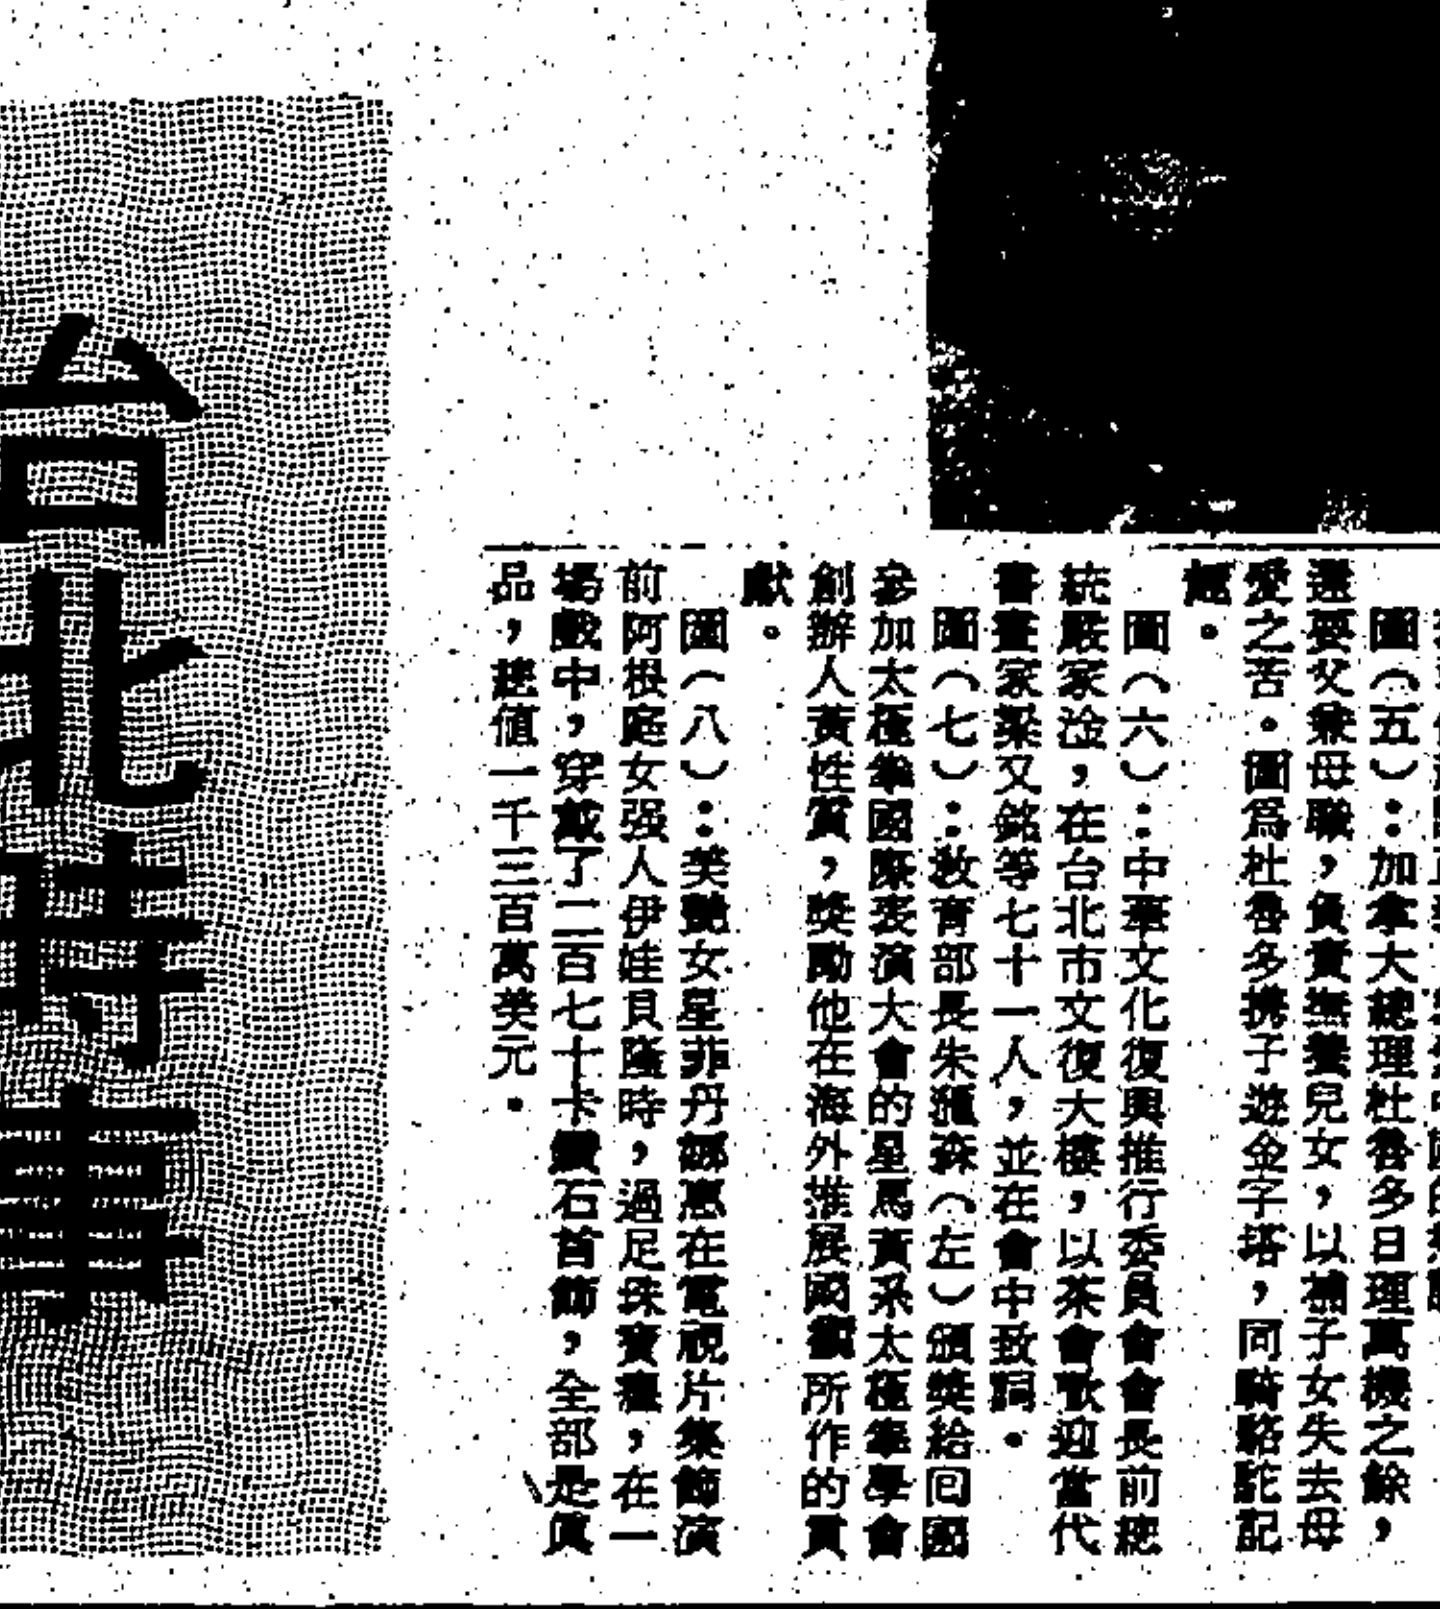 圖（五）：加拿大總理杜魯多日理萬機之餘，
還要父兼母職，負責撫養兒女，以補子女失去母
愛之苦。圖爲杜魯多携子遊金字塔，同騎駱駝記
趣。
圖（六）：中華文化復興推行委員會會長前總
統嚴家淦，在台北市文復大樓，以茶會歡迎當代
書畫家梁又銘等七十一人，並在會中致詞。
圖（七）：教育部長朱滙森（左）頒獎給回國
參加太極拳國際表演大會的星馬黃系太極拳學會
創辦人黃性賢，獎勵他在海外推展國術所作的貢
獻。
圖（八）：美艷女星菲丹娜惠在電視片集飾演
前阿根庭女强人伊娃貝隆時，過足珠寶癮，在一
場戲中，穿戴了二百七十卡鑽石首飾，全部是眞
品，總值一千三百萬美元。
台北時事